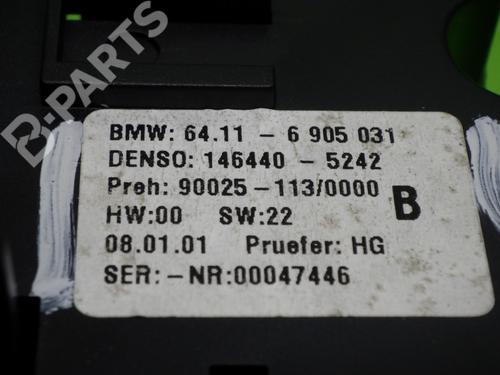 B-PARTS
BMW: 64.11 - 6 905 031
DENSO: 146440 - 5242
Preh: 90025-113/0000 B
HW:00 SW:22
08.01.01 Pruefer: HG
SER:-NR:00047446